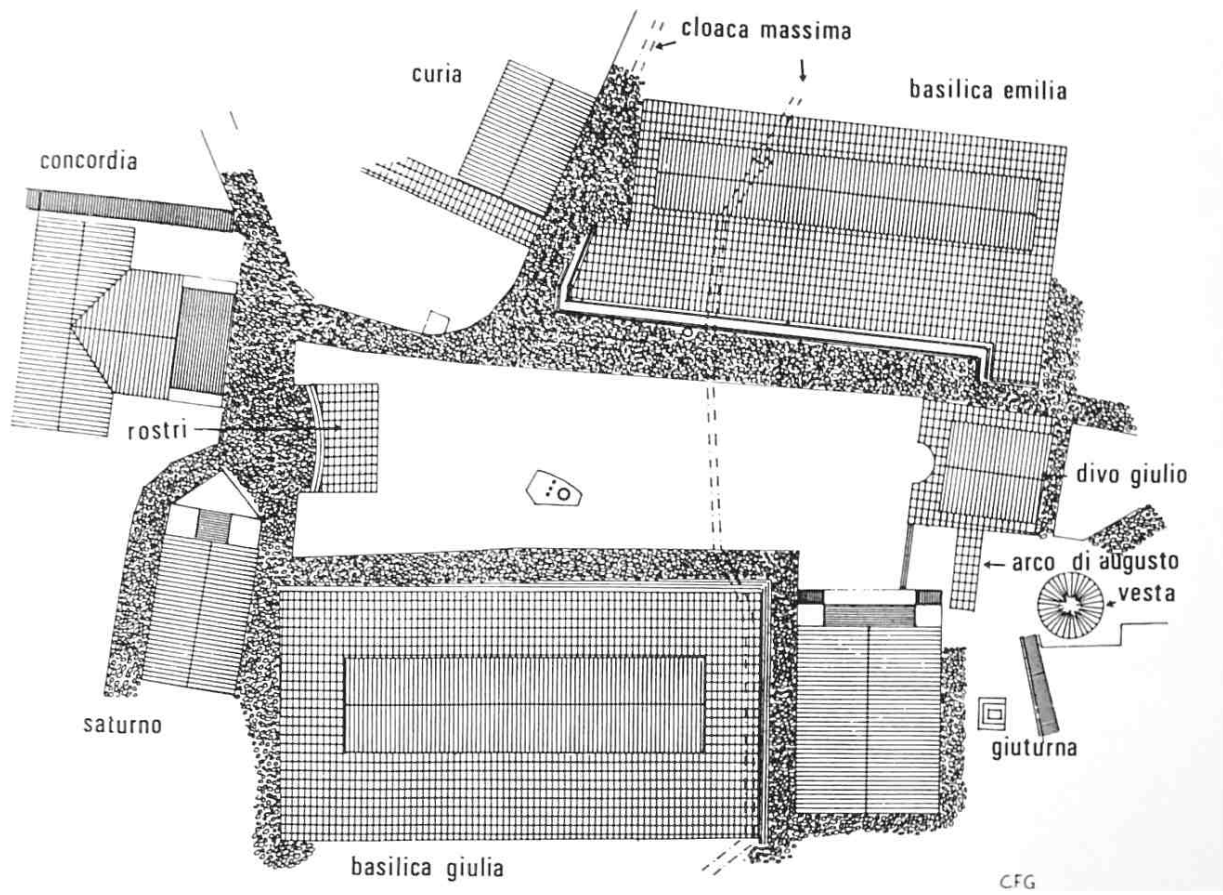 cloaca massima
curia
basilica emilia
concordia
rostri
divo giulio
arco di augusto
vesta
saturno
giuturna
basilica giulia
CFG